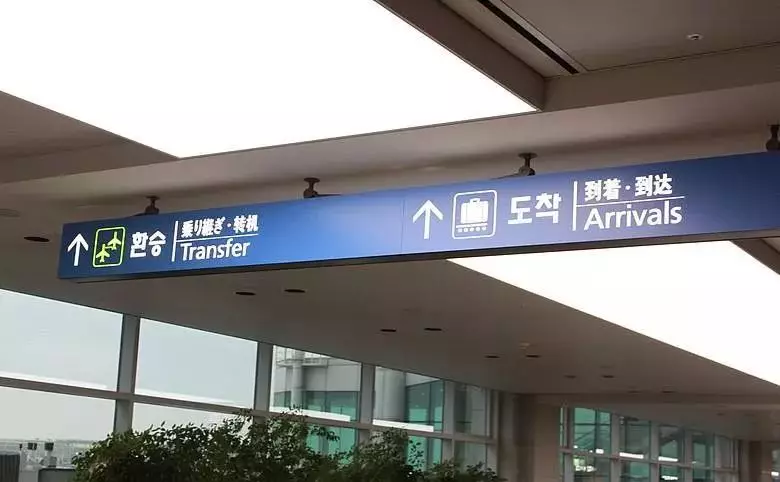 환승
乗り継ぎ・转机
Transfer
도착
到着・到达
Arrivals